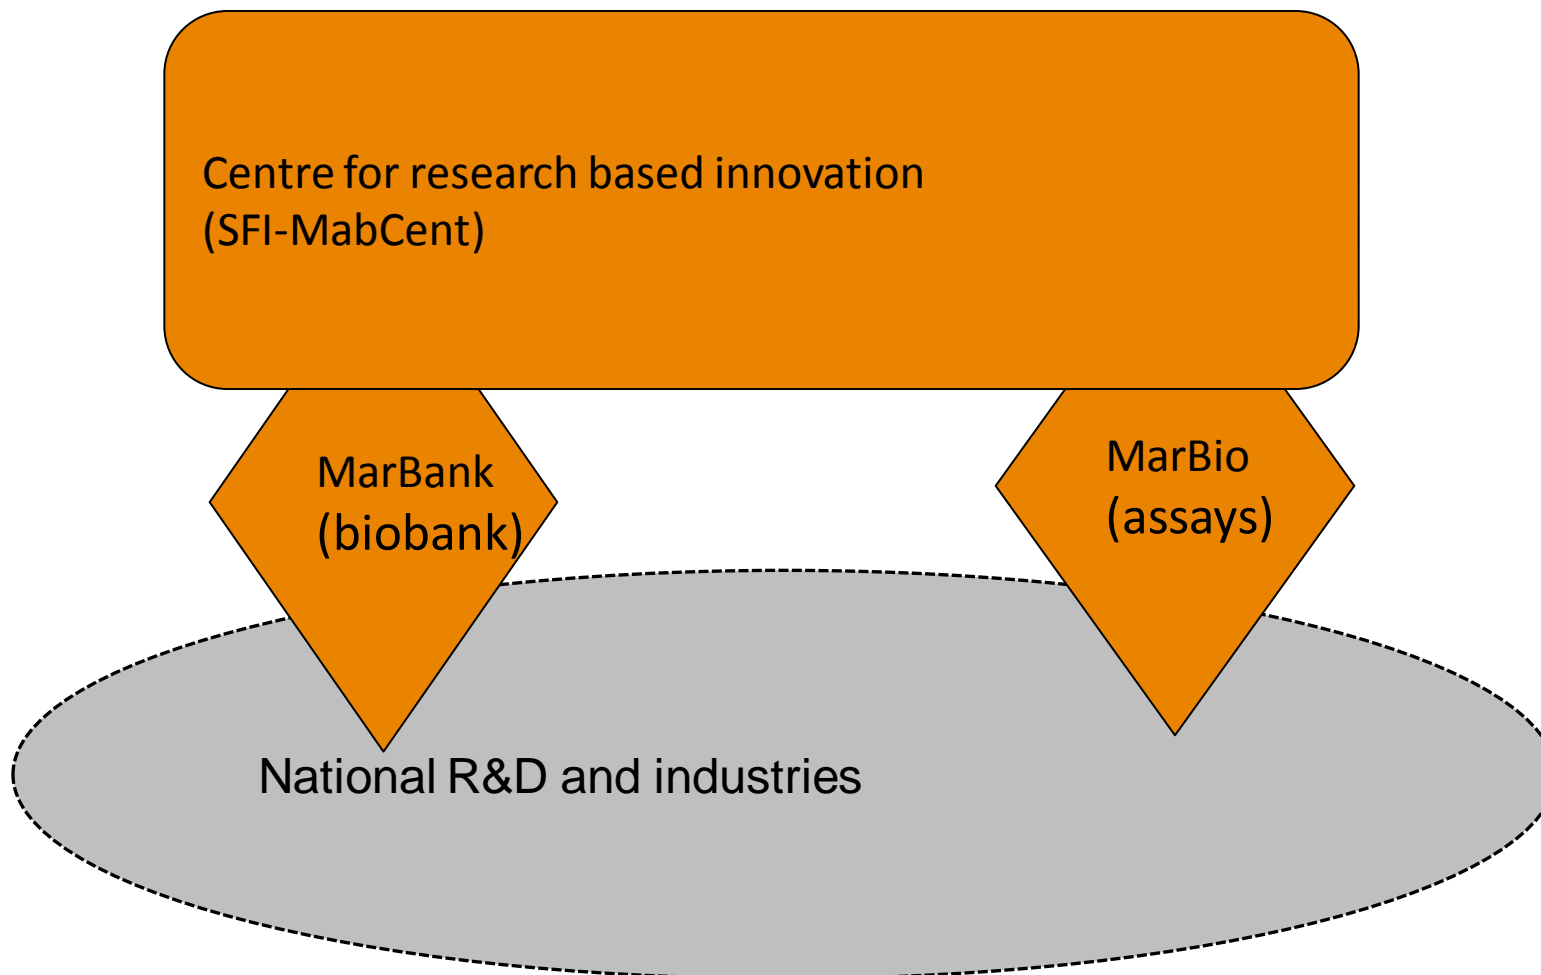 Centre for research based innovation
(SFI-MabCent)
MarBank
(biobank)
MarBio
(assays)
National R&D and industries